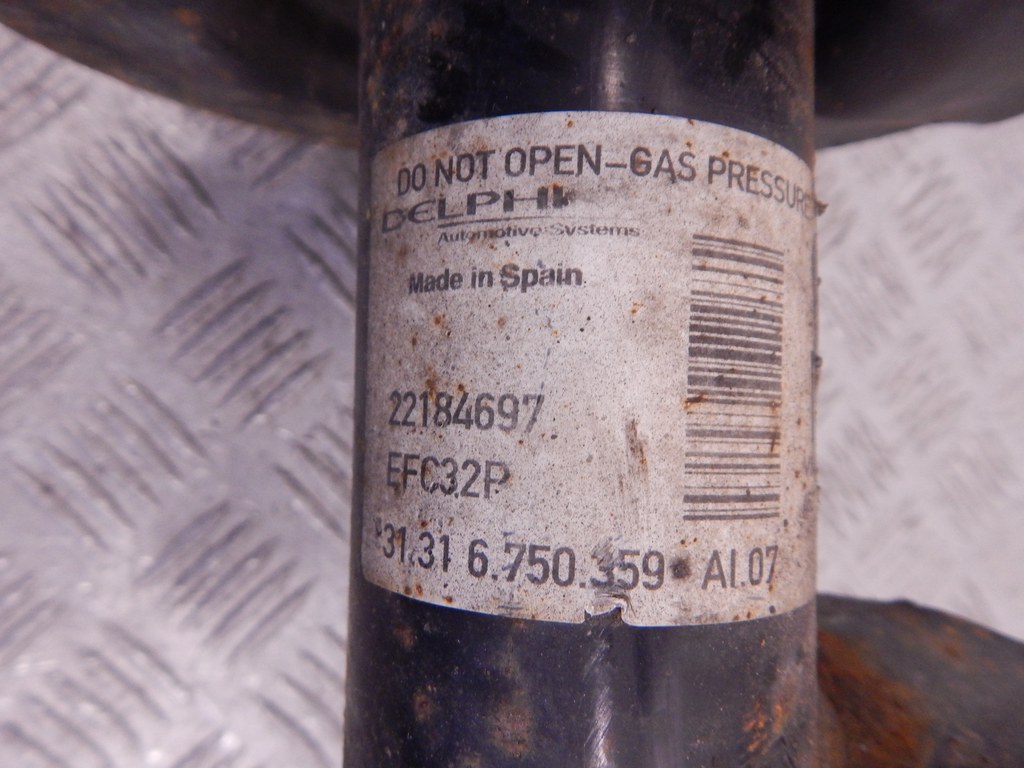 DO NOT OPEN-GAS PRESSURE
DELPHI
Automotive Systems
Made in Spain
22184697
EFC32P
31.31 6.750.359 AI.07